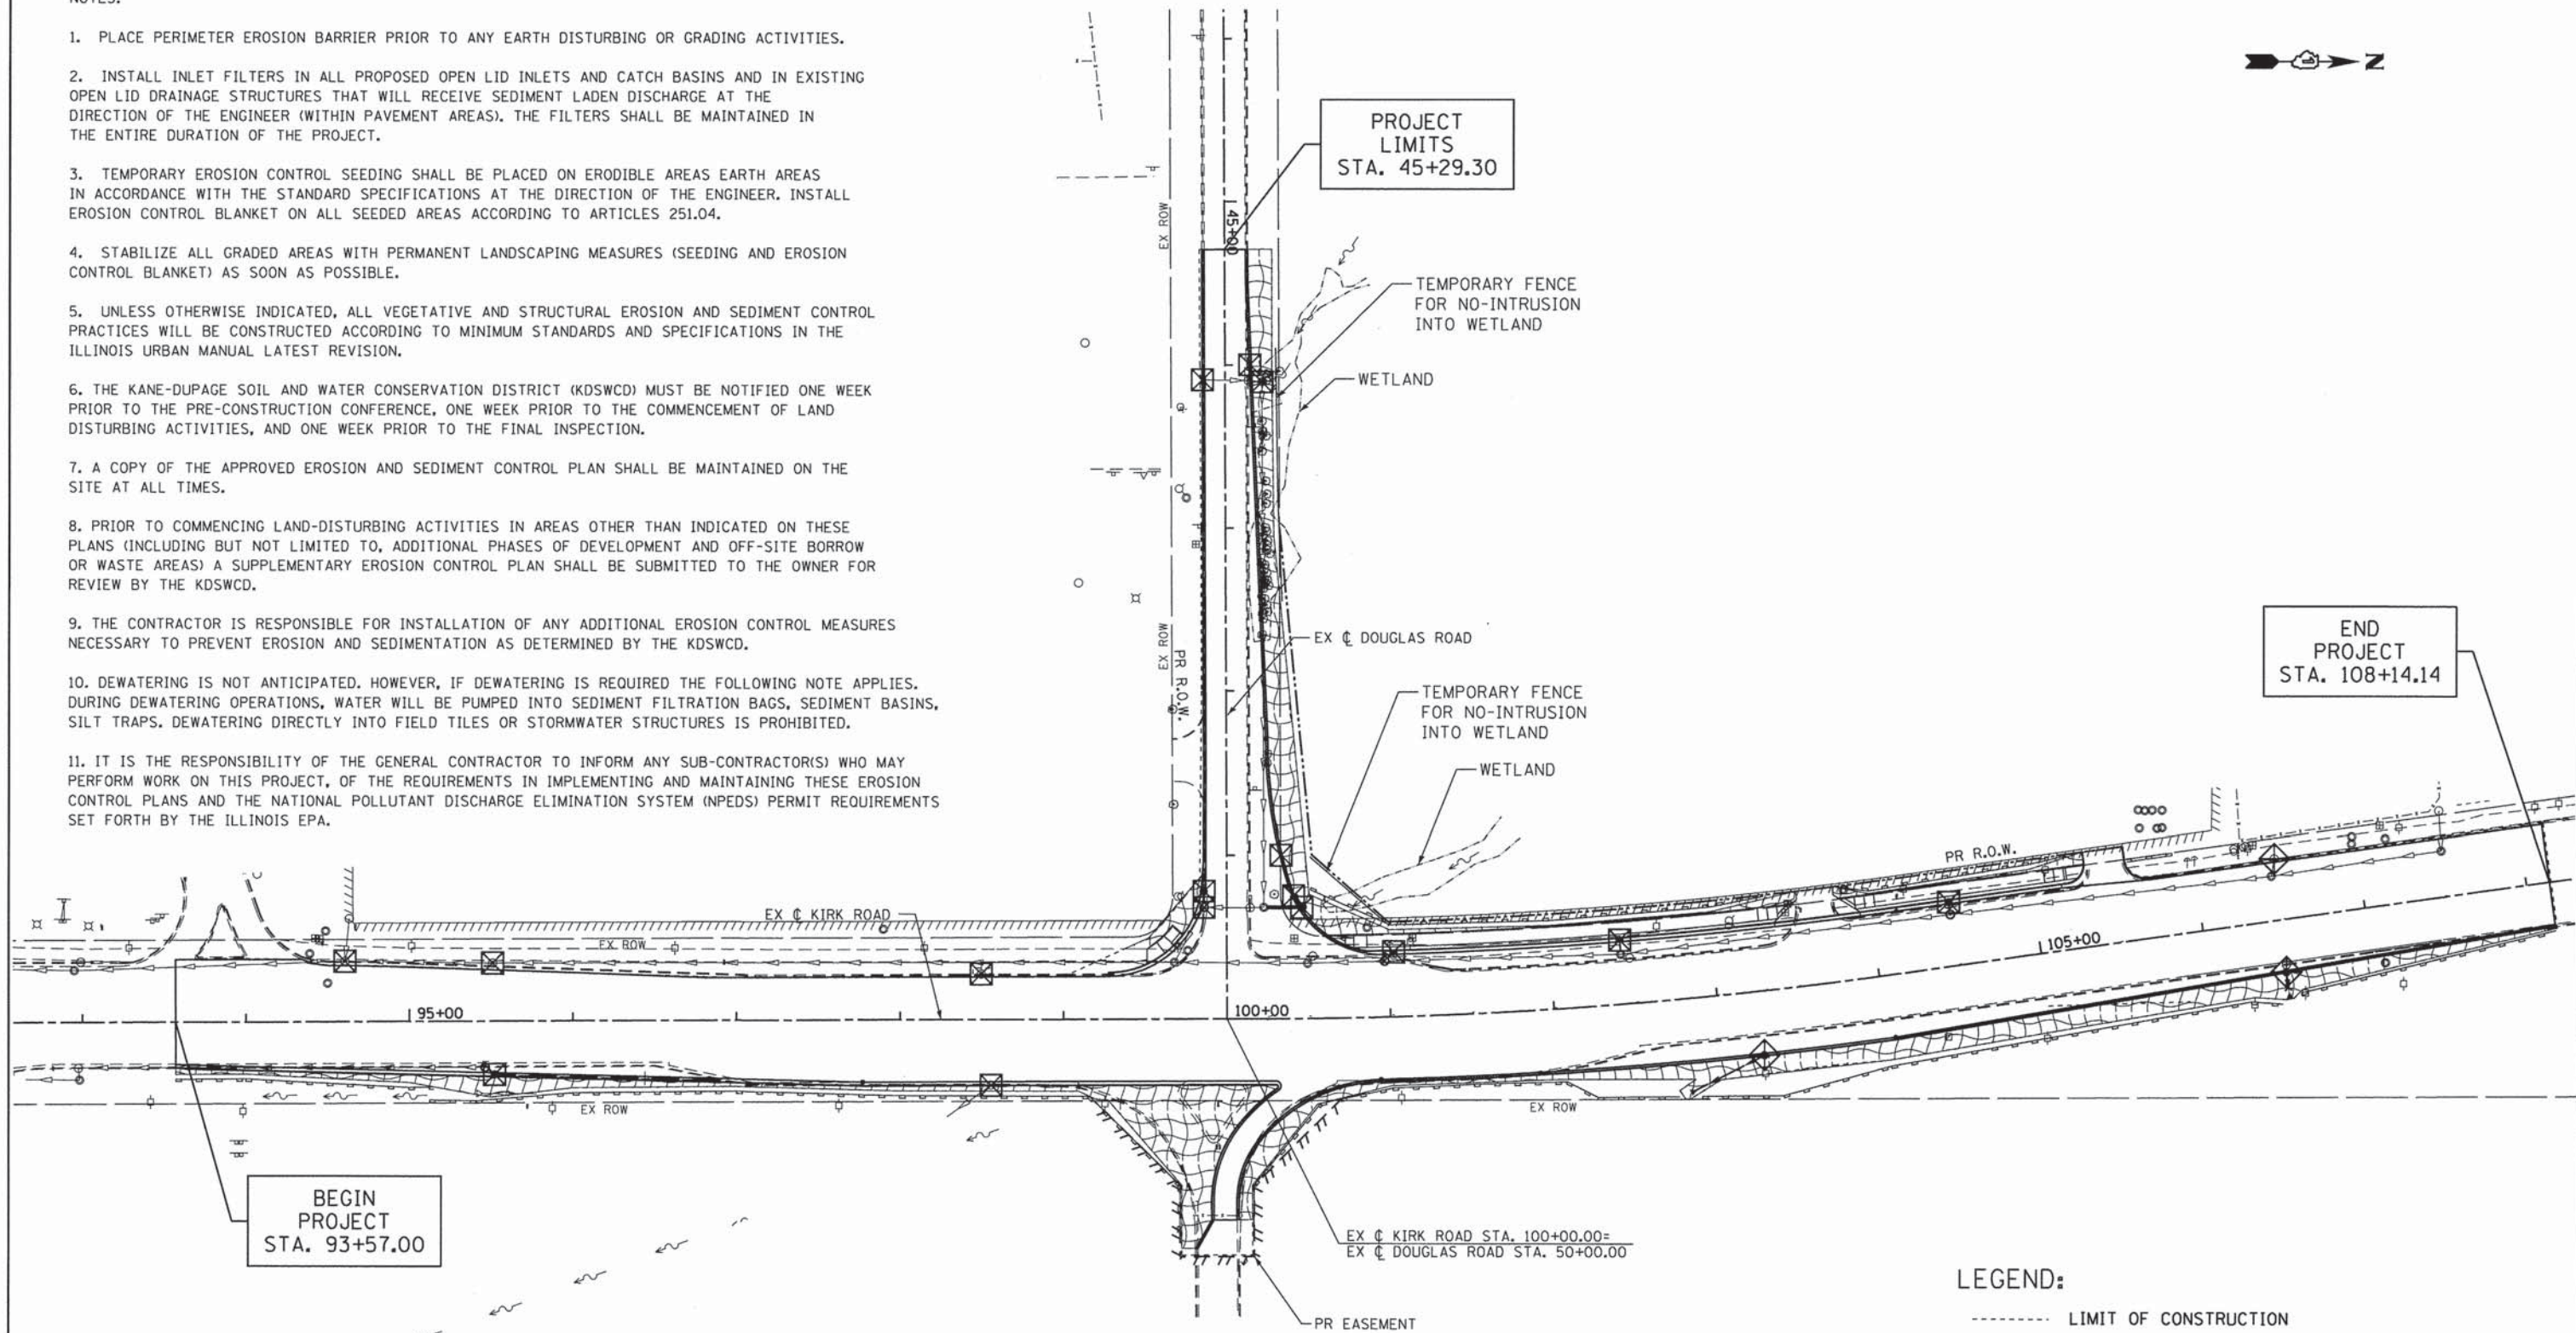 NOTES:
1. PLACE PERIMETER EROSION BARRIER PRIOR TO ANY EARTH DISTURBING OR GRADING ACTIVITIES.
2. INSTALL INLET FILTERS IN ALL PROPOSED OPEN LID INLETS AND CATCH BASINS AND IN EXISTING
OPEN LID DRAINAGE STRUCTURES THAT WILL RECEIVE SEDIMENT LADEN DISCHARGE AT THE
DIRECTION OF THE ENGINEER (WITHIN PAVEMENT AREAS). THE FILTERS SHALL BE MAINTAINED IN
THE ENTIRE DURATION OF THE PROJECT.
3. TEMPORARY EROSION CONTROL SEEDING SHALL BE PLACED ON ERODIBLE AREAS EARTH AREAS
IN ACCORDANCE WITH THE STANDARD SPECIFICATIONS AT THE DIRECTION OF THE ENGINEER. INSTALL
EROSION CONTROL BLANKET ON ALL SEEDED AREAS ACCORDING TO ARTICLES 251.04.
4. STABILIZE ALL GRADED AREAS WITH PERMANENT LANDSCAPING MEASURES (SEEDING AND EROSION
CONTROL BLANKET) AS SOON AS POSSIBLE.
5. UNLESS OTHERWISE INDICATED, ALL VEGETATIVE AND STRUCTURAL EROSION AND SEDIMENT CONTROL
PRACTICES WILL BE CONSTRUCTED ACCORDING TO MINIMUM STANDARDS AND SPECIFICATIONS IN THE
ILLINOIS URBAN MANUAL LATEST REVISION.
6. THE KANE-DUPAGE SOIL AND WATER CONSERVATION DISTRICT (KDSWCD) MUST BE NOTIFIED ONE WEEK
PRIOR TO THE PRE-CONSTRUCTION CONFERENCE, ONE WEEK PRIOR TO THE COMMENCEMENT OF LAND
DISTURBING ACTIVITIES, AND ONE WEEK PRIOR TO THE FINAL INSPECTION.
7. A COPY OF THE APPROVED EROSION AND SEDIMENT CONTROL PLAN SHALL BE MAINTAINED ON THE
SITE AT ALL TIMES.
8. PRIOR TO COMMENCING LAND-DISTURBING ACTIVITIES IN AREAS OTHER THAN INDICATED ON THESE
PLANS (INCLUDING BUT NOT LIMITED TO, ADDITIONAL PHASES OF DEVELOPMENT AND OFF-SITE BORROW
OR WASTE AREAS) A SUPPLEMENTARY EROSION CONTROL PLAN SHALL BE SUBMITTED TO THE OWNER FOR
REVIEW BY THE KDSWCD.
9. THE CONTRACTOR IS RESPONSIBLE FOR INSTALLATION OF ANY ADDITIONAL EROSION CONTROL MEASURES
NECESSARY TO PREVENT EROSION AND SEDIMENTATION AS DETERMINED BY THE KDSWCD.
10. DEWATERING IS NOT ANTICIPATED. HOWEVER, IF DEWATERING IS REQUIRED THE FOLLOWING NOTE APPLIES.
DURING DEWATERING OPERATIONS, WATER WILL BE PUMPED INTO SEDIMENT FILTRATION BAGS, SEDIMENT BASINS,
SILT TRAPS. DEWATERING DIRECTLY INTO FIELD TILES OR STORMWATER STRUCTURES IS PROHIBITED.
11. IT IS THE RESPONSIBILITY OF THE GENERAL CONTRACTOR TO INFORM ANY SUB-CONTRACTOR(S) WHO MAY
PERFORM WORK ON THIS PROJECT, OF THE REQUIREMENTS IN IMPLEMENTING AND MAINTAINING THESE EROSION
CONTROL PLANS AND THE NATIONAL POLLUTANT DISCHARGE ELIMINATION SYSTEM (NPEDS) PERMIT REQUIREMENTS
SET FORTH BY THE ILLINOIS EPA.
N
PROJECT
LIMITS
STA. 45+29.30
EX ROW
45+00
TEMPORARY FENCE
FOR NO-INTRUSION
INTO WETLAND
WETLAND
EX ROW
PR R.O.W.
EX ℄ DOUGLAS ROAD
TEMPORARY FENCE
FOR NO-INTRUSION
INTO WETLAND
WETLAND
END
PROJECT
STA. 108+14.14
PR R.O.W.
EX ℄ KIRK ROAD
EX ROW
105+00
95+00
100+00
EX ROW
EX ROW
BEGIN
PROJECT
STA. 93+57.00
EX ℄ KIRK ROAD STA. 100+00.00=
EX ℄ DOUGLAS ROAD STA. 50+00.00
PR EASEMENT
LEGEND:
LIMIT OF CONSTRUCTION